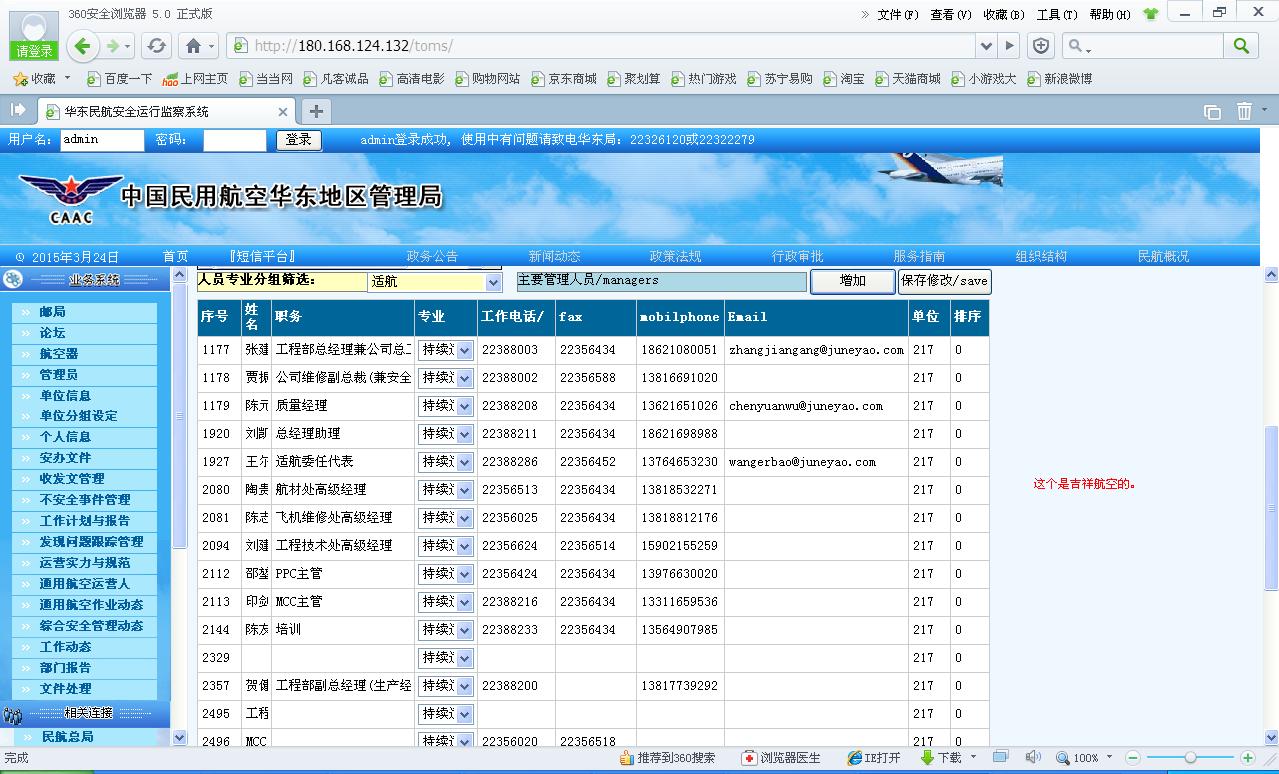 360安全浏览器 5.0 正式版
» 文件(F) 查看(V) 收藏(B) 工具(T) 帮助(H)
请登录
http://180.168.124.132/toms/
收藏 百度一下 上网主页 当当网 凡客诚品 高清电影 购物网站 京东商城 聚划算 热门游戏 苏宁易购 淘宝 天猫商城 小游戏大 新浪微博
华东民航安全运行监察系统
用户名: admin 密码: 登录 admin登录成功, 使用中有问题请致电华东局: 22326120或22322279
CAAC
中国民用航空华东地区管理局
2015年3月24日 首页 『短信平台』 政务公告 新闻动态 政策法规 行政审批 服务指南 组织结构 民航概况
业务系统
邮局
论坛
航空器
管理员
单位信息
单位分组设定
个人信息
安办文件
收发文管理
不安全事件管理
工作计划与报告
发现问题跟踪管理
运营实力与规范
通用航空运营人
通用航空作业动态
综合安全管理动态
工作动态
部门报告
文件处理
相关连接
民航总局
人员专业分组筛选: 适航 主要管理人员/managers 增加 保存修改/save
序号 姓名 职务 专业 工作电话/ fax mobilphone Email 单位 排序
1177 张建 工程部总经理兼公司总工 持续 22388003 22356434 18621080051 zhangjiangang@juneyao.com 217 0
1178 贾 公司维修副总裁(兼安全 持续 22388002 22356588 13816691020 217 0
1179 陈元 质量经理 持续 22388208 22356434 13621651026 chenyuanwu@juneyao.com 217 0
1920 刘 总经理助理 持续 22388211 22356434 18621698988 217 0
1927 王尔 适航委任代表 持续 22388286 22356452 13764653230 wangerban@juneyao.com 217 0
2080 陶 航材处高级经理 持续 22356513 22356434 13818532271 217 0
2081 陈志 飞机维修处高级经理 持续 22356025 22356434 13818812176 217 0
2094 刘建 工程技术处高级经理 持续 22356624 22356514 15902155259 217 0
2112 邵 PPC主管 持续 22356424 22356434 13976630020 217 0
2113 印剑 MCC主管 持续 22388216 22356434 13311659536 217 0
2144 陈 培训 持续 22388233 22356434 13564907985 217 0
2329 持续 217 0
2357 贺 工程部副总经理(生产经 持续 22388200 13817739292 217 0
2495 工程 持续 217 0
2496 MCC 持续 22356020 22356518 217 0
这个是吉祥航空的。
完成 推荐到360搜索 浏览器医生 IE打开 下载 100%